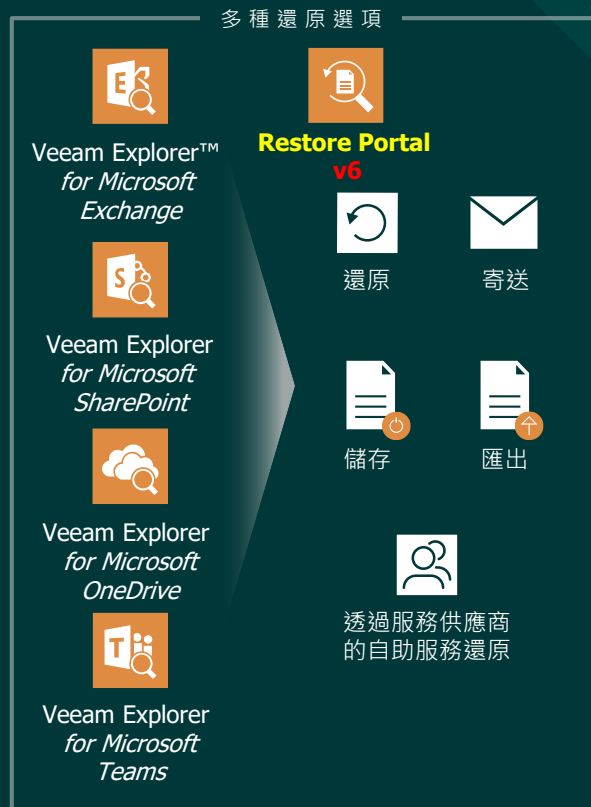 多種還原選項
Veeam Explorer™
for Microsoft
Exchange
Veeam Explorer
for Microsoft
SharePoint
Veeam Explorer
for Microsoft
OneDrive
Veeam Explorer
for Microsoft
Teams
Restore Portal
v6
還原
寄送
儲存
匯出
透過服務供應商
的自助服務還原